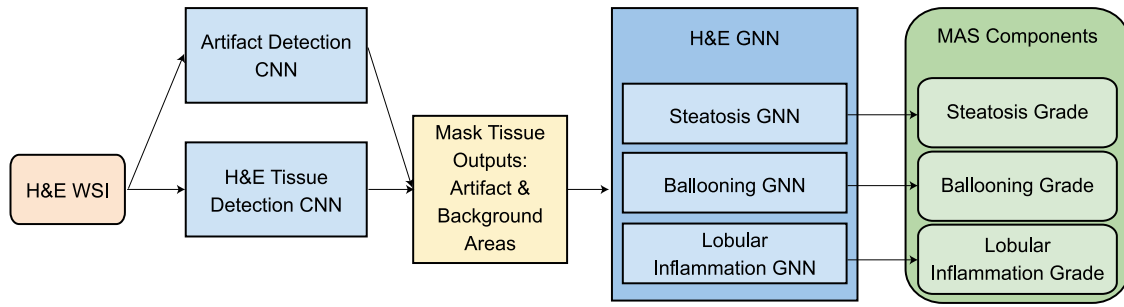 H&E WSI
Artifact Detection
CNN
H&E Tissue
Detection CNN
Mask Tissue
Outputs:
Artifact &
Background
Areas
H&E GNN
Steatosis GNN
Ballooning GNN
Lobular
Inflammation GNN
MAS Components
Steatosis Grade
Ballooning Grade
Lobular
Inflammation Grade